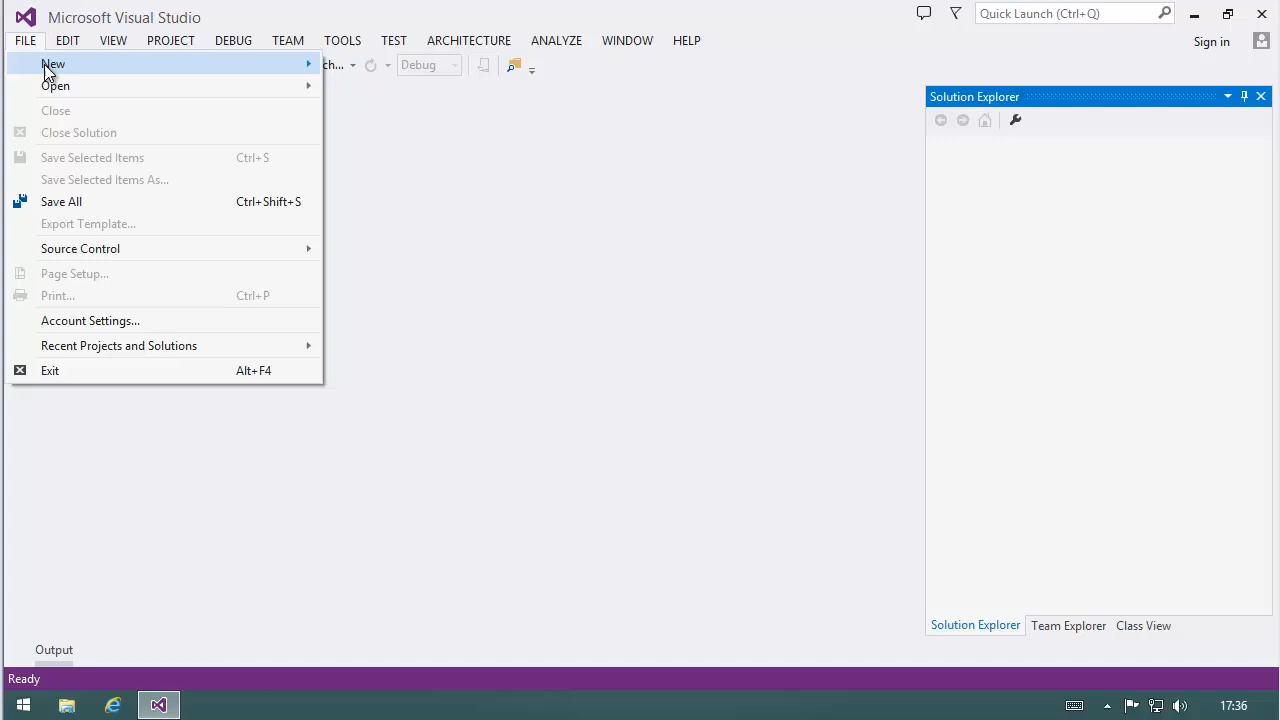 Microsoft Visual Studio
Quick Launch (Ctrl+Q)
FILE EDIT VIEW PROJECT DEBUG TEAM TOOLS TEST ARCHITECTURE ANALYZE WINDOW HELP
Sign in
New
ch...
Debug
Open
Close
Close Solution
Save Selected Items Ctrl+S
Save Selected Items As...
Save All Ctrl+Shift+S
Export Template...
Source Control
Page Setup...
Print... Ctrl+P
Account Settings...
Recent Projects and Solutions
Exit Alt+F4
Solution Explorer
Solution Explorer Team Explorer Class View
Output
Ready
17:36